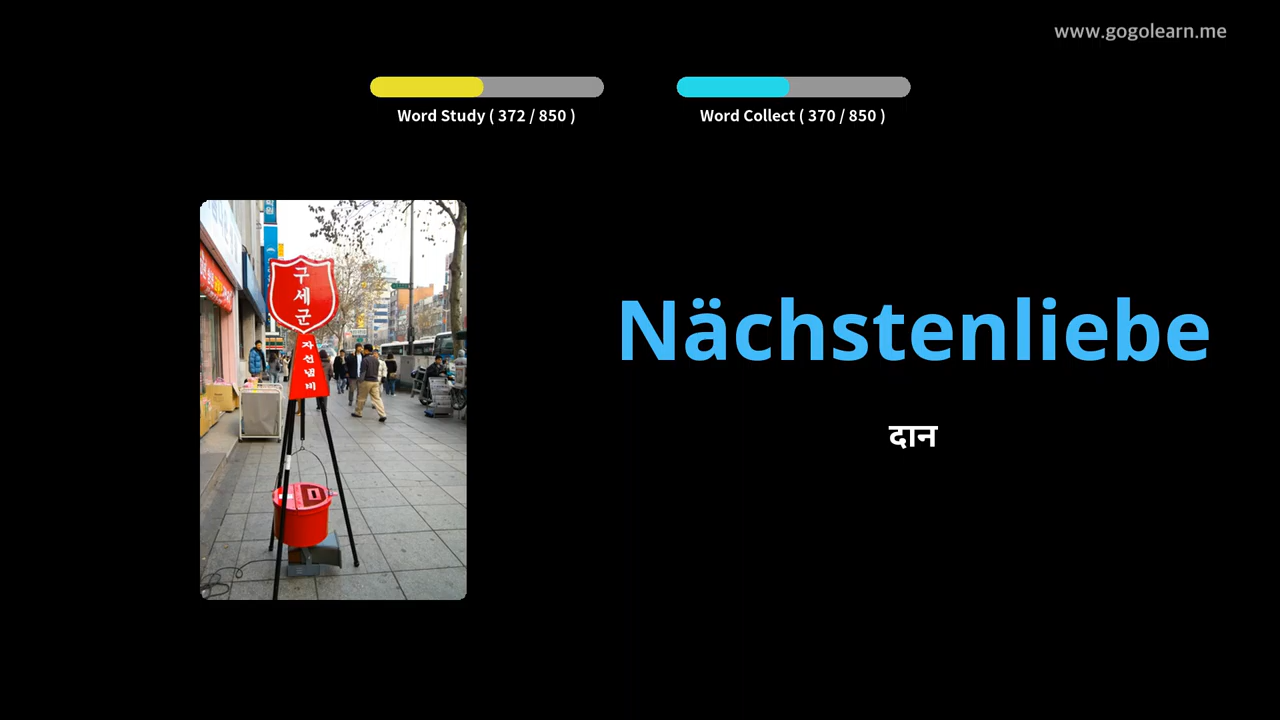 www.gogolearn.me
Word Study ( 372 / 850 )
Word Collect ( 370 / 850 )
구
세
군
자
선
냄
비
Nächstenliebe
दान